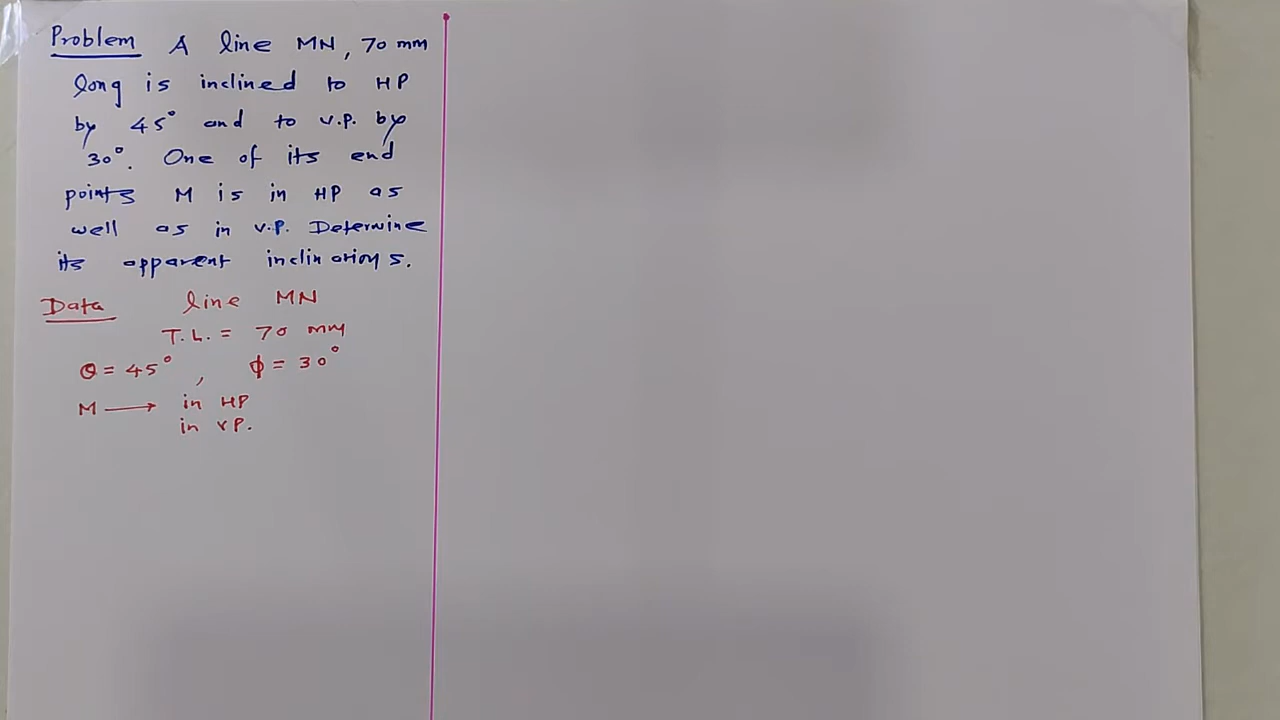 Problem A line MN, 70 mm
long is inclined to HP
by 45° and to V.P. by
30°. One of its end
points M is in HP as
well as in V.P. Determine
its apparent inclinations.
Data line MN
T.L. = 70 mm
θ = 45°, ϕ = 30°
M → in HP
in VP.